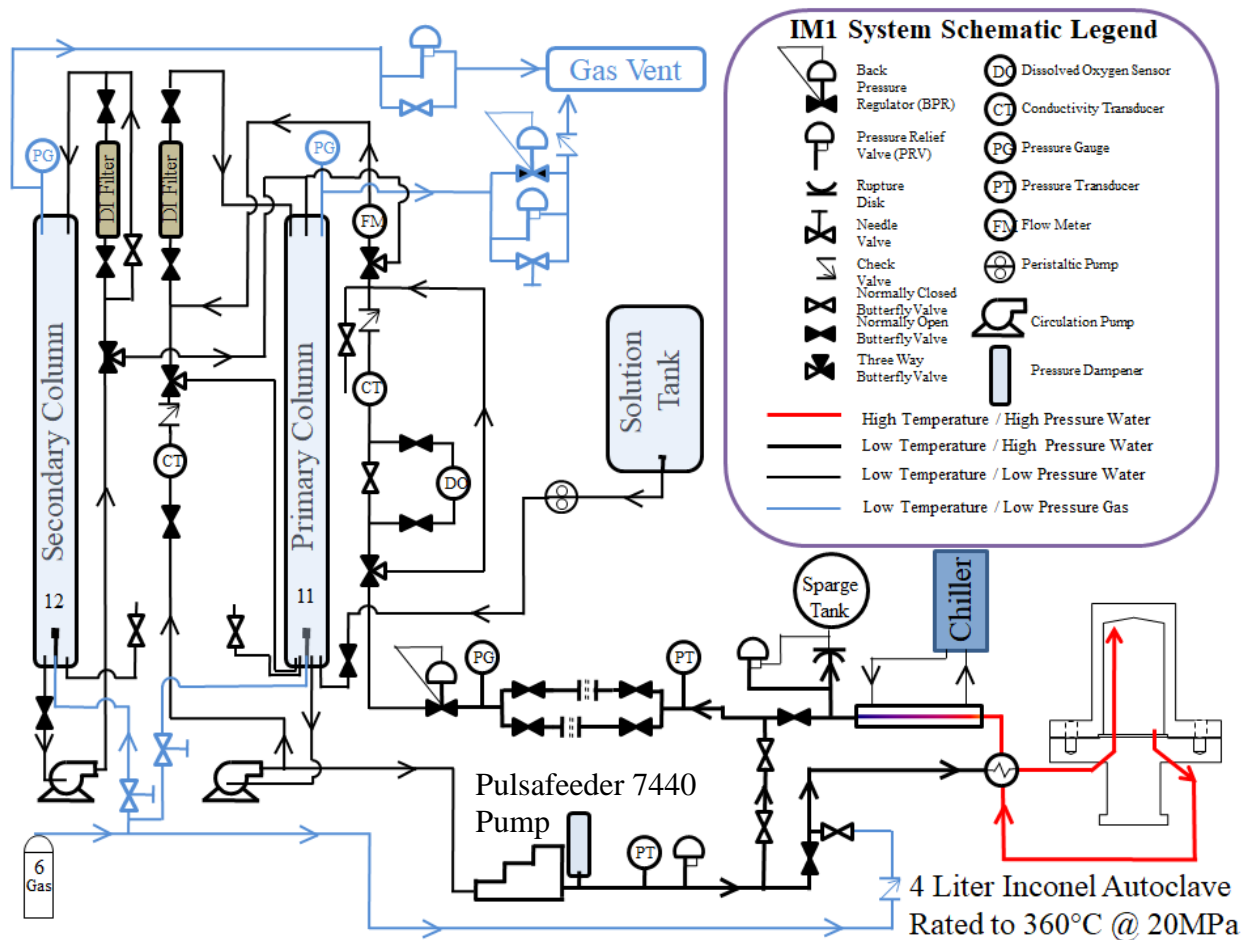 IM1 System Schematic Legend
Back
Pressure
Regulator (BPR)
Pressure Relief
Valve (PRV)
Rupture
Disk
Needle
Valve
Check
Valve
Normally Closed
Butterfly Valve
Normally Open
Butterfly Valve
Three Way
Butterfly Valve
DO
Dissolved Oxygen Sensor
CT
Conductivity Transducer
PG
Pressure Gauge
PT
Pressure Transducer
FM
Flow Meter
Peristaltic Pump
Circulation Pump
Pressure Dampener
High Temperature / High Pressure Water
Low Temperature / High Pressure Water
Low Temperature / Low Pressure Water
Low Temperature / Low Pressure Gas
Gas Vent
PG
DI Filter
DI Filter
PG
FM
Secondary Column
12
Primary Column
11
CT
CT
DO
Solution
Tank
Sparge
Tank
Chiller
PG
PT
Pulsafeeder 7440
Pump
PT
6
Gas
4 Liter Inconel Autoclave
Rated to 360°C @ 20MPa